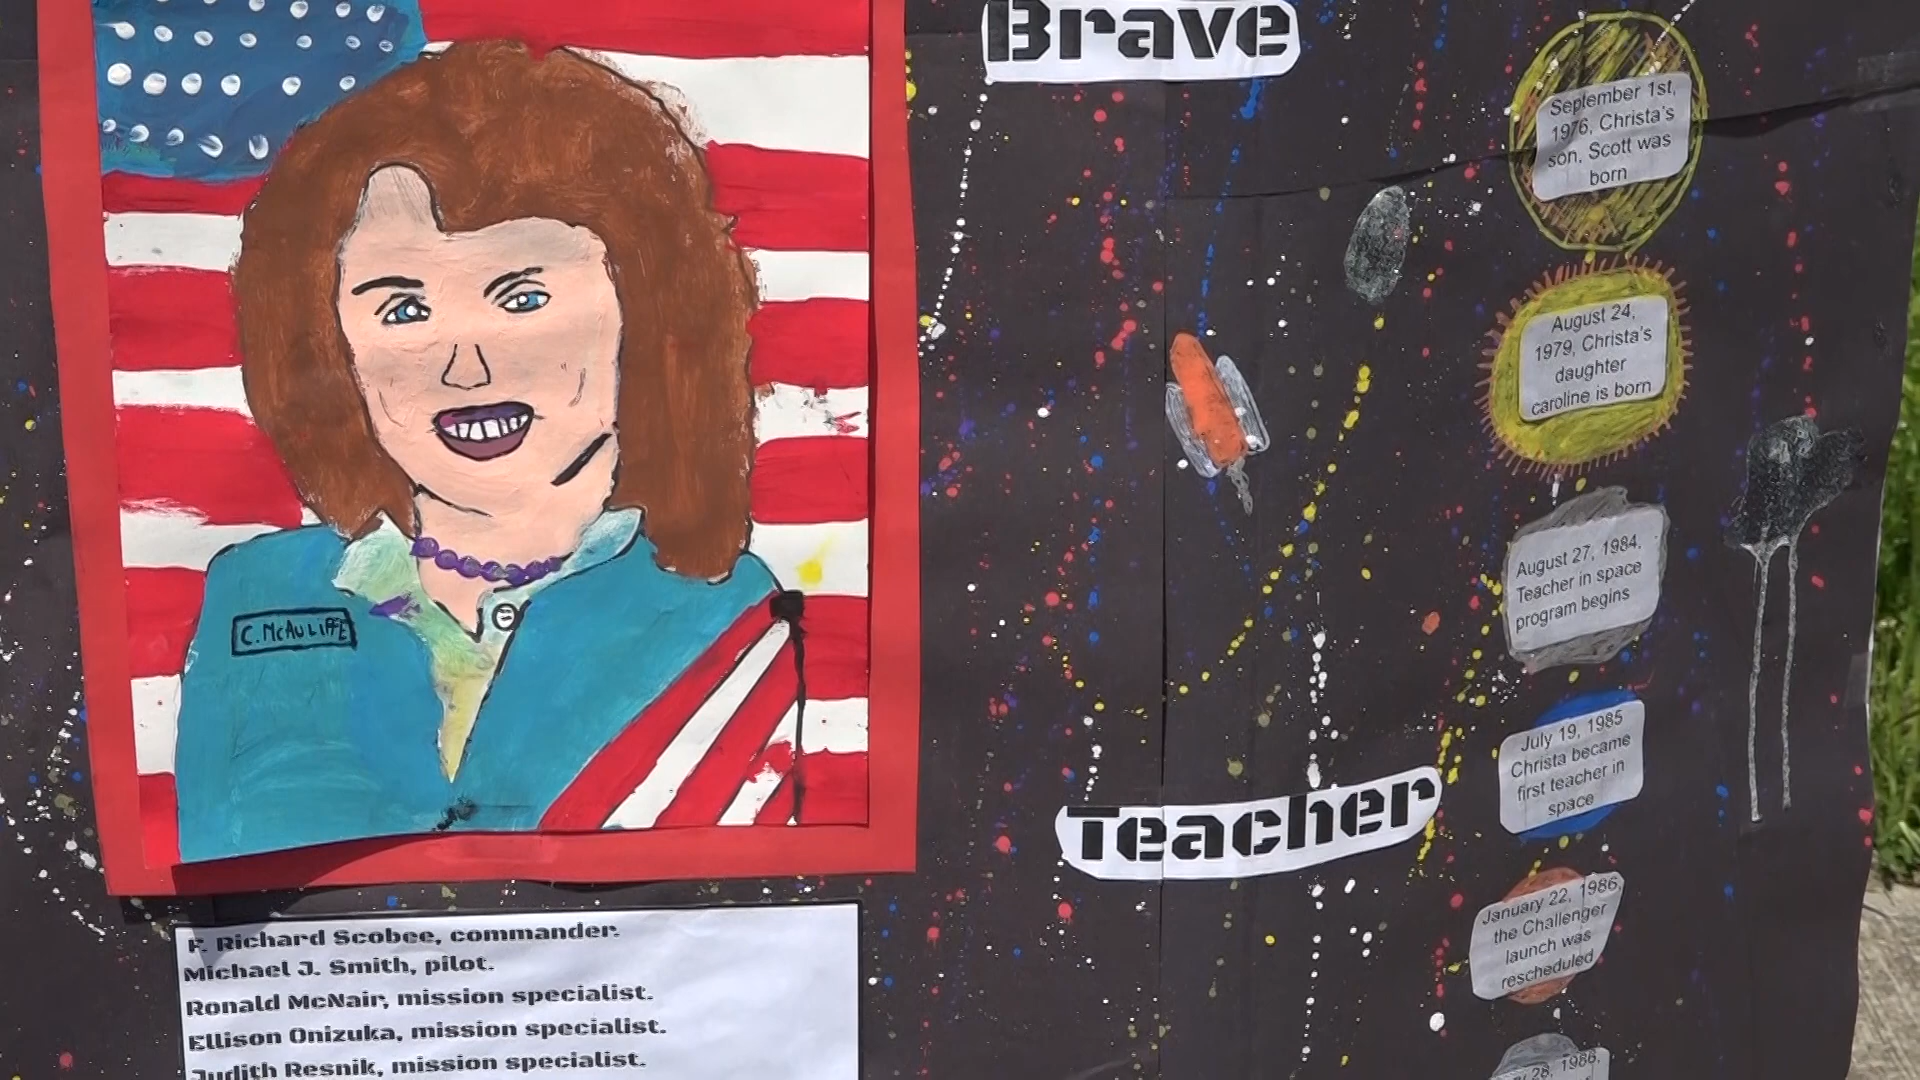 Brave
C. McAuliffe
Teacher
F. Richard Scobee, commander.
Michael J. Smith, pilot.
Ronald McNair, mission specialist.
Ellison Onizuka, mission specialist.
Judith Resnik, mission specialist.
September 1st,
1976, Christa's
son, Scott was
born
August 24,
1979, Christa's
daughter
caroline is born
August 27, 1984,
Teacher in space
program begins
July 19, 1985
Christa became
first teacher in
space
January 22, 1986,
the Challenger
launch was
rescheduled
28, 1986,